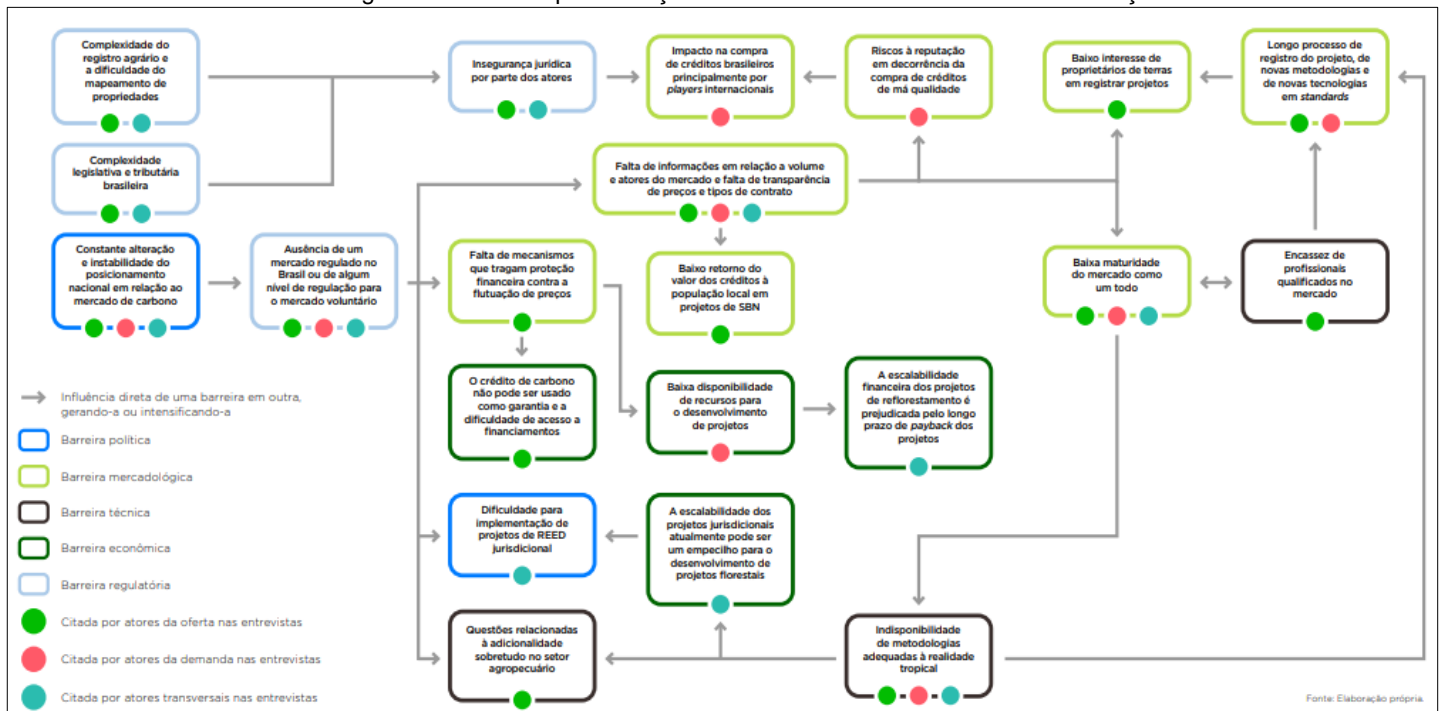 Complexidade do
registro agrário e
a dificuldade do
mapeamento de
propriedades
Insegurança jurídica
por parte dos atores
Impacto na compra
de créditos brasileiros
principalmente por
players internacionais
Riscos à reputação
em decorrência da
compra de créditos
de má qualidade
Baixo interesse de
proprietários de terras
em registrar projetos
Longo processo de
registro do projeto, de
novas metodologias e
de novas tecnologias
em standards
Complexidade
legislativa e tributária
brasileira
Falta de informações em relação a volume
e atores do mercado e falta de transparência
de preços e tipos de contrato
Constante alteração
e instabilidade do
posicionamento
nacional em relação ao
mercado de carbono
Ausência de um
mercado regulado no
Brasil ou de algum
nível de regulação para
o mercado voluntário
Falta de mecanismos
que tragam proteção
financeira contra a
flutuação de preços
Baixo retorno do
valor dos créditos à
população local em
projetos de SBN
Baixa maturidade
do mercado como
um todo
Encassez de
profissionais
qualificados no
mercado
O crédito de carbono
não pode ser usado
como garantia e a
dificuldade de acesso a
financiamentos
Baixa disponibilidade
de recursos para
o desenvolvimento
de projetos
A escalabilidade
financeira dos projetos
de reflorestamento é
prejudicada pelo longo
prazo de payback dos
projetos
Dificuldade para
implementação de
projetos de REED
jurisdicional
A escalabilidade dos
projetos jurisdicionais
atualmente pode ser
um empecilho para o
desenvolvimento de
projetos florestais
Questões relacionadas
à adicionalidade
sobretudo no setor
agropecuário
Indisponibilidade
de metodologias
adequadas à realidade
tropical
Influência direta de uma barreira em outra,
gerando-a ou intensificando-a
Barreira política
Barreira mercadológica
Barreira técnica
Barreira econômica
Barreira regulatória
Citada por atores da oferta nas entrevistas
Citada por atores da demanda nas entrevistas
Citada por atores transversais nas entrevistas
Fonte: Elaboração própria.